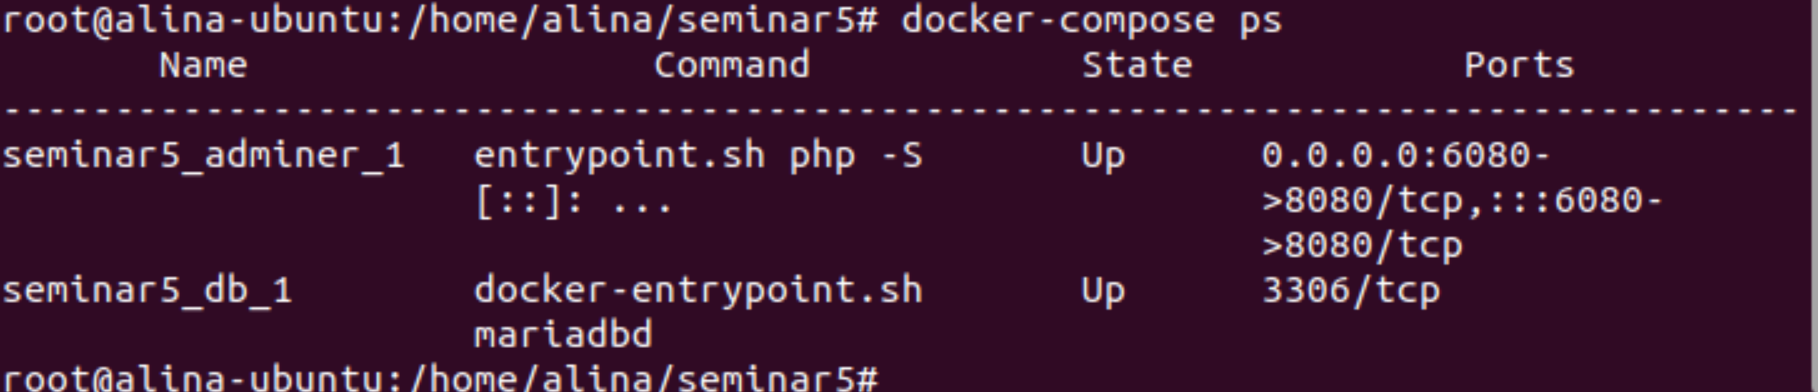 root@alina-ubuntu:/home/alina/seminar5# docker-compose ps
Name Command State Ports
--------------------------------------------------------------------------------
seminar5_adminer_1 entrypoint.sh php -S Up 0.0.0.0:6080-
[::]: ... >8080/tcp,:::6080-
>8080/tcp
seminar5_db_1 docker-entrypoint.sh Up 3306/tcp
mariadbd
root@alina-ubuntu:/home/alina/seminar5#